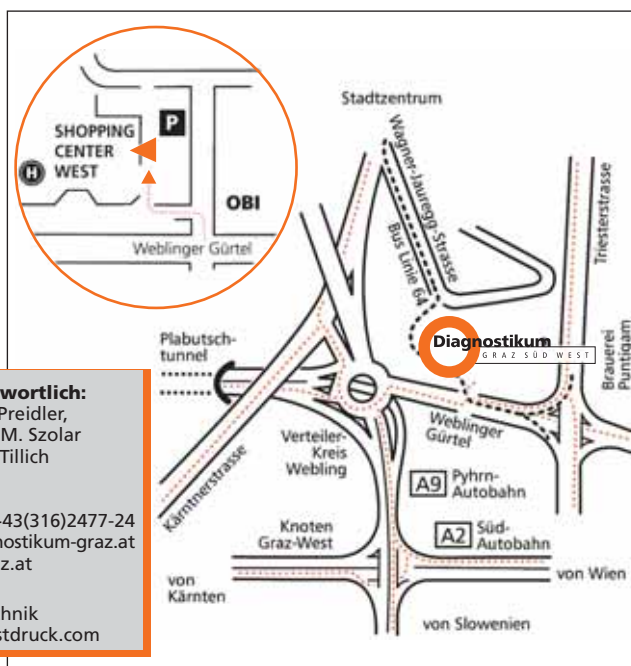 SHOPPING
CENTER
WEST
P
H
OBI
Weblinger Gürtel
Stadtzentrum
Wagner-Jauregg-Strasse
Bus Linie 64
Triesterstrasse
Diagnostikum
GRAZ SÜD WEST
Brauerei
Puntigam
Plabutsch-
tunnel
Weblinger
Gürtel
Verteiler-
Kreis
Webling
Kärntnerstrasse
A9 Pyhrn-
Autobahn
Knoten
Graz-West
A2 Süd-
Autobahn
von
Kärnten
von Wien
von Slowenien
wortlich:
Preidler,
M. Szolar
Tillich
43(316)2477-24
nostikum-graz.at
z.at
hnik
stdruck.com